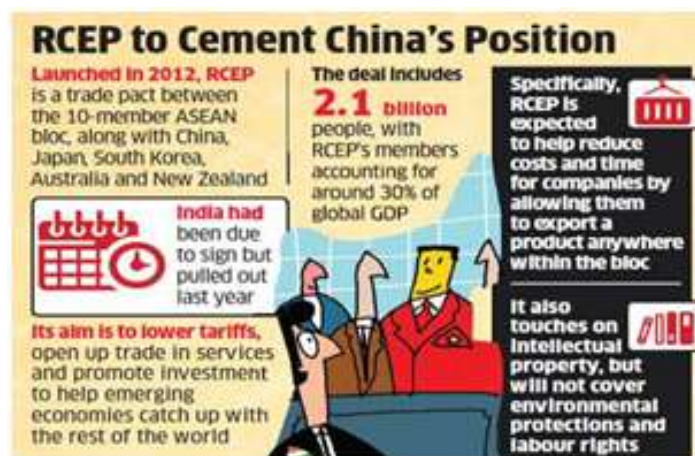 RCEP to Cement China's Position
Launched in 2012, RCEP
is a trade pact between
the 10-member ASEAN
bloc, along with China,
Japan, South Korea,
Australia and New Zealand
India had
been due
to sign but
pulled out
last year
Its aim is to lower tariffs,
open up trade in services
and promote investment
to help emerging
economies catch up with
the rest of the world
The deal includes
2.1 billion
people, with
RCEP's members
accounting for
around 30% of
global GDP
Specifically,
RCEP is
expected
to help reduce
costs and time
for companies by
allowing them
to export a
product anywhere
within the bloc
It also
touches on
intellectual
property, but
will not cover
environmental
protections and
labour rights